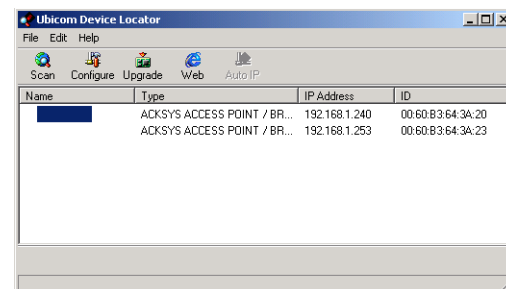 Ubicom Device Locator
File Edit Help
Scan Configure Upgrade Web Auto IP
Name Type IP Address ID
ACKSYS ACCESS POINT / BR... 192.168.1.240 00:60:B3:64:3A:20
ACKSYS ACCESS POINT / BR... 192.168.1.253 00:60:B3:64:3A:23